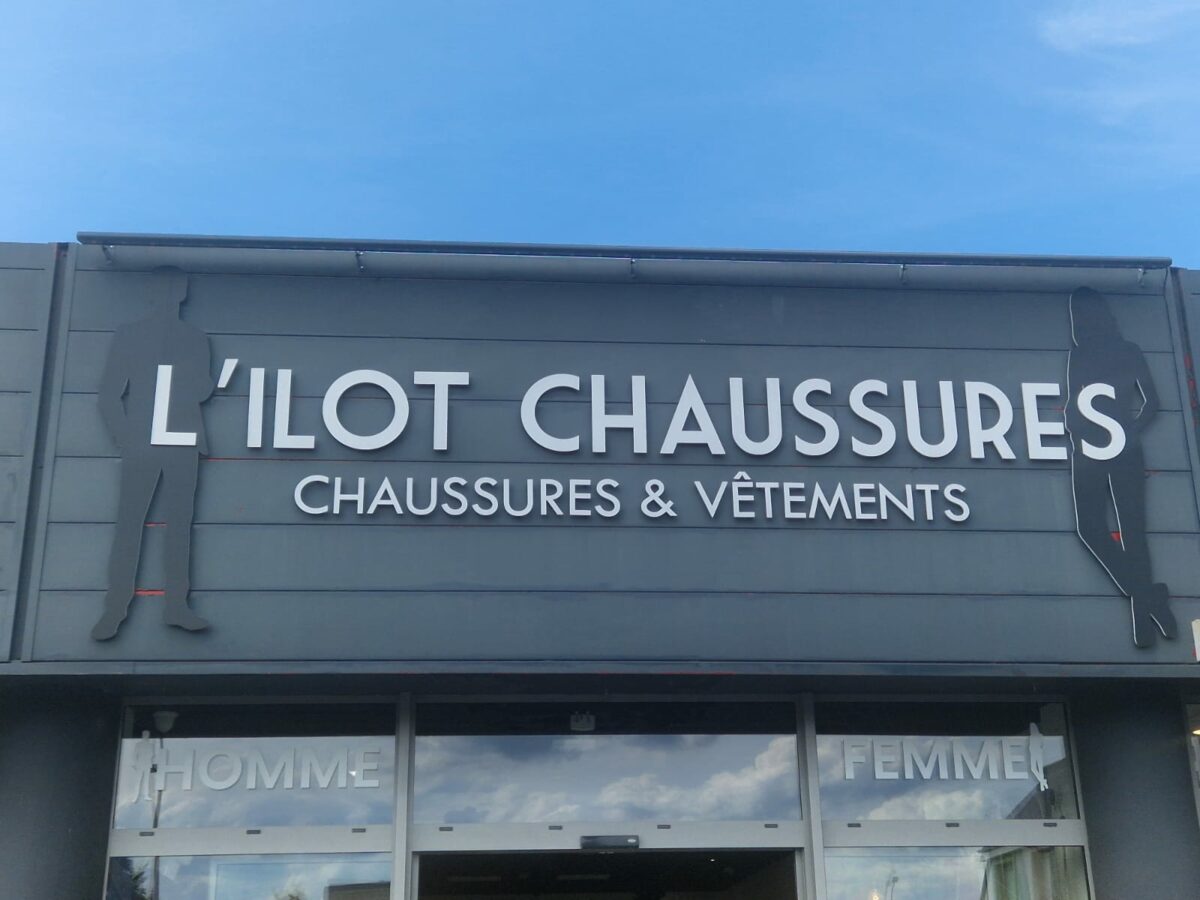 L'ILOT CHAUSSURES
CHAUSSURES & VÊTEMENTS
HOMME
FEMME